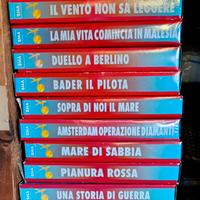 IL VENTO NON SA LEGGERE
LA MIA VITA COMINCIA IN MALESIA
DUELLO A BERLINO
BADER IL PILOTA
SOPRA DI NOI IL MARE
AMSTERDAM OPERAZIONE DIAMANTI
MARE DI SABBIA
PIANURA ROSSA
UNA STORIA DI GUERRA